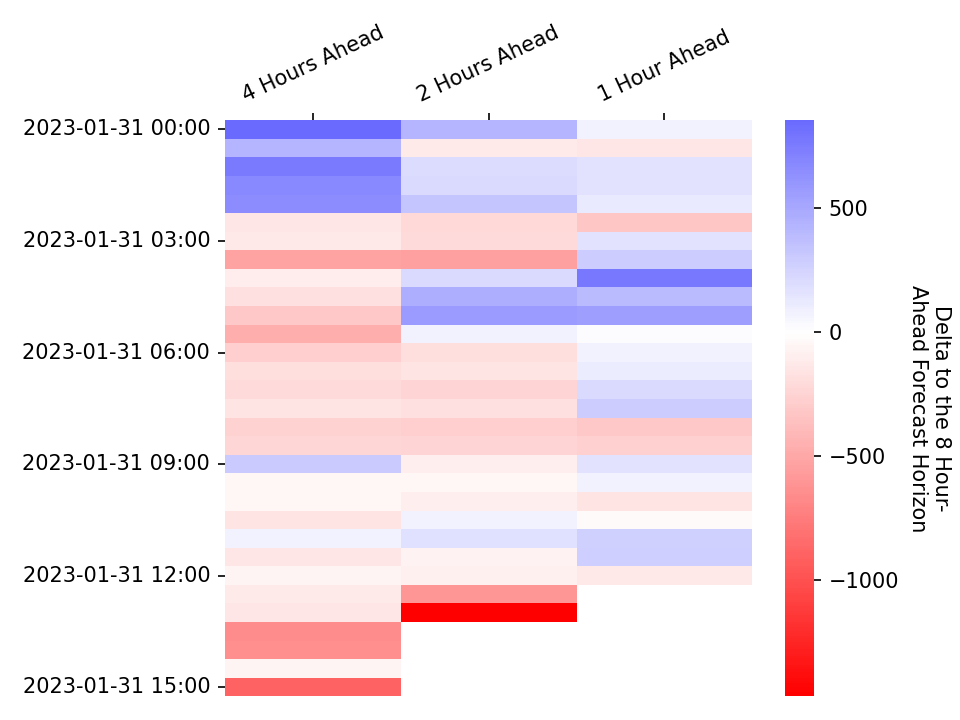 4 Hours Ahead
2 Hours Ahead
1 Hour Ahead
2023-01-31 00:00
2023-01-31 03:00
2023-01-31 06:00
2023-01-31 09:00
2023-01-31 12:00
2023-01-31 15:00
500
0
−500
−1000
Delta to the 8 Hour-
Ahead Forecast Horizon